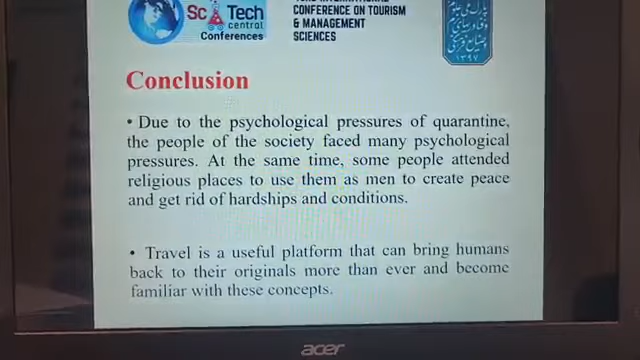 Sc Tech
central
Conferences
CONFERENCE ON TOURISM
& MANAGEMENT
SCIENCES
۱۳۹۷
Conclusion
• Due to the psychological pressures of quarantine,
the people of the society faced many psychological
pressures. At the same time, some people attended
religious places to use them as men to create peace
and get rid of hardships and conditions.
• Travel is a useful platform that can bring humans
back to their originals more than ever and become
familiar with these concepts.
acer